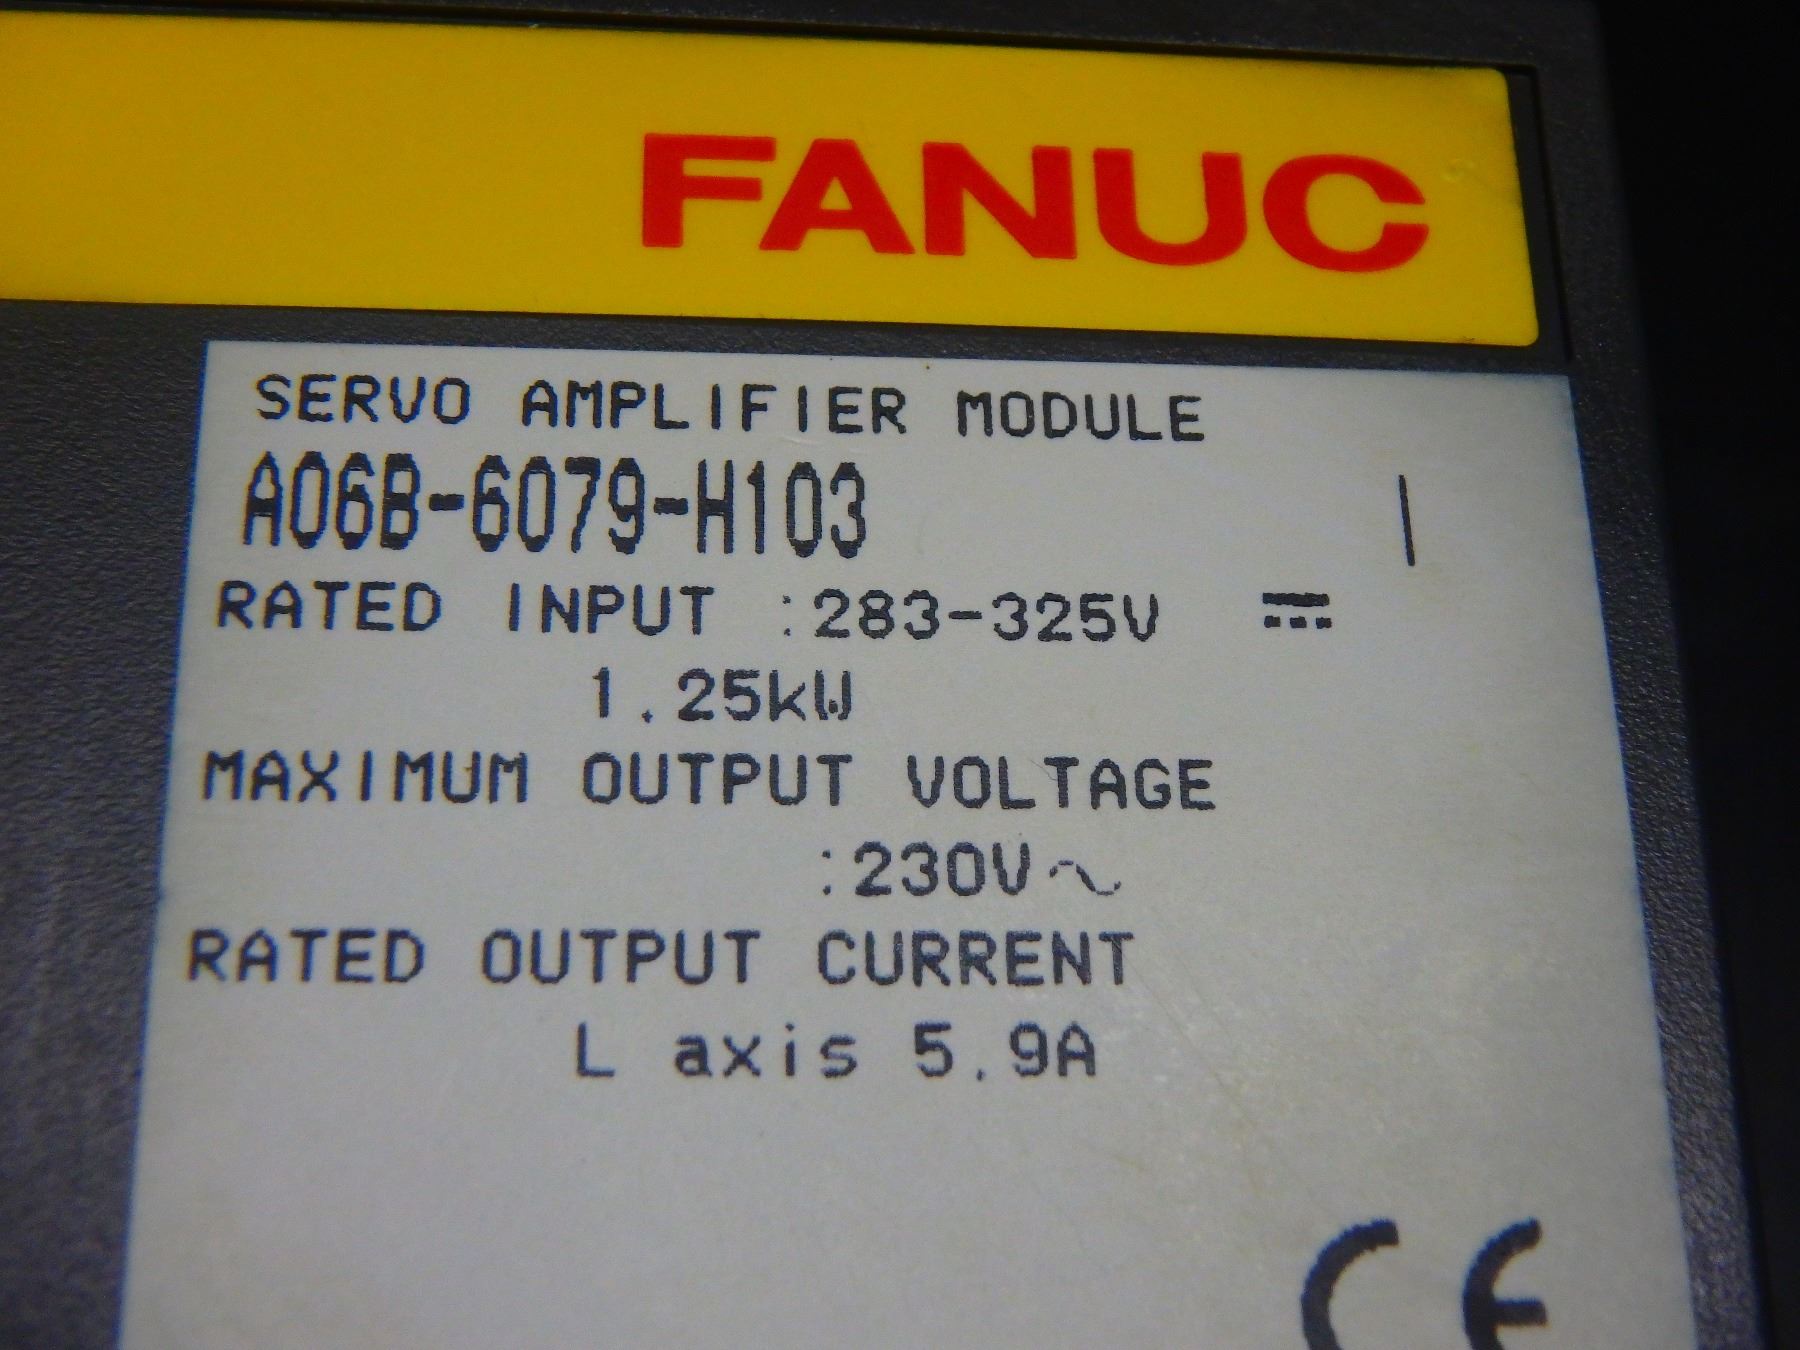 FANUC
SERVO AMPLIFIER MODULE
A06B-6079-H103 |
RATED INPUT :283-325V ⎓
1.25kW
MAXIMUM OUTPUT VOLTAGE
:230V～
RATED OUTPUT CURRENT
L axis 5.9A
CE